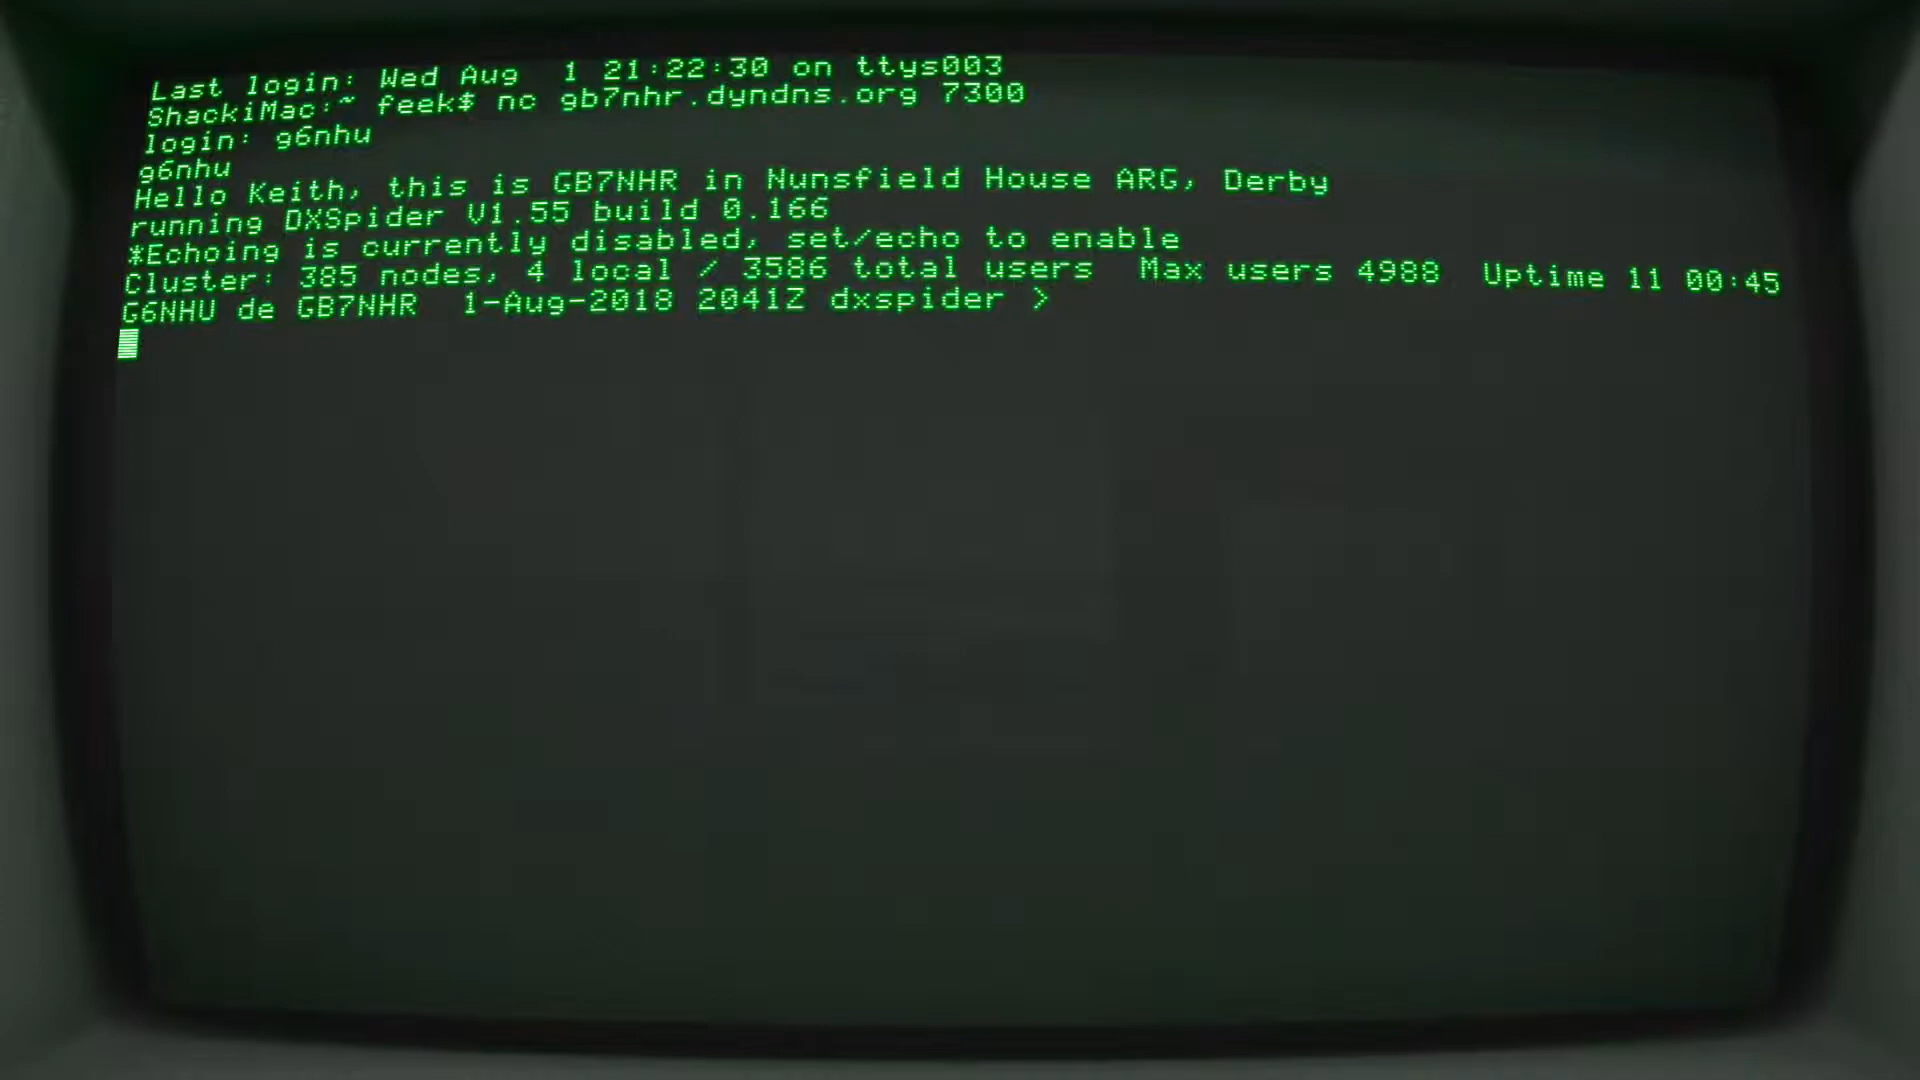 Last login: Wed Aug  1 21:22:30 on ttys003
ShackiMac:~ feek$ nc gb7nhr.dyndns.org 7300
login: g6nhu
g6nhu
Hello Keith, this is GB7NHR in Nunsfield House ARG, Derby
running DXSpider V1.55 build 0.166
*Echoing is currently disabled, set/echo to enable
Cluster: 385 nodes, 4 local / 3586 total users  Max users 4988  Uptime 11 00:45
G6NHU de GB7NHR  1-Aug-2018 2041Z dxspider >